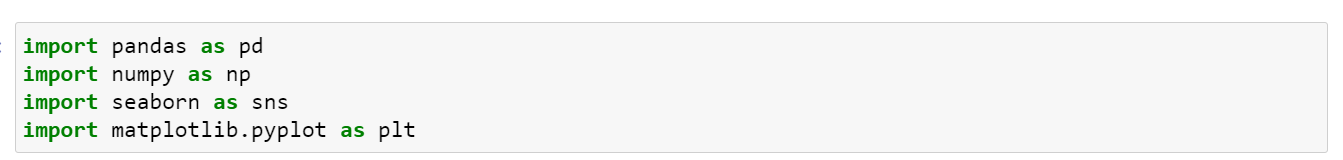 import pandas as pd
import numpy as np
import seaborn as sns
import matplotlib.pyplot as plt